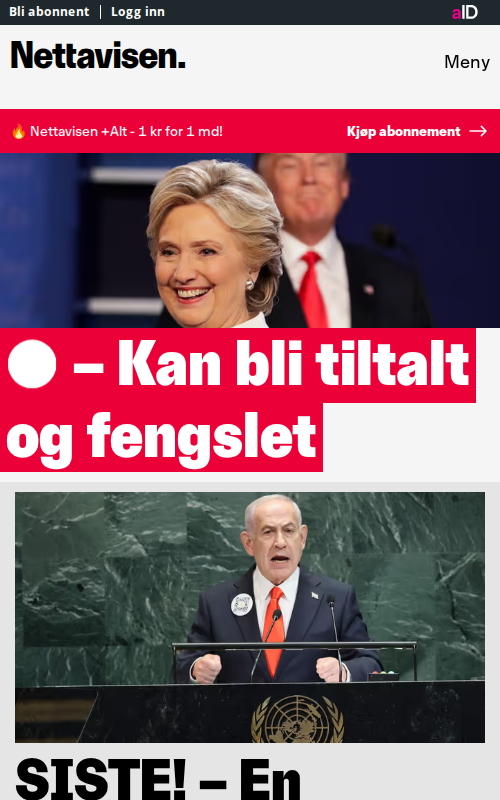 Bli abonnent
Logg inn
aID
Nettavisen.
Meny
🔥 Nettavisen +Alt - 1 kr for 1 md!
Kjøp abonnement →
– Kan bli tiltalt
og fengslet
SISTE! – En